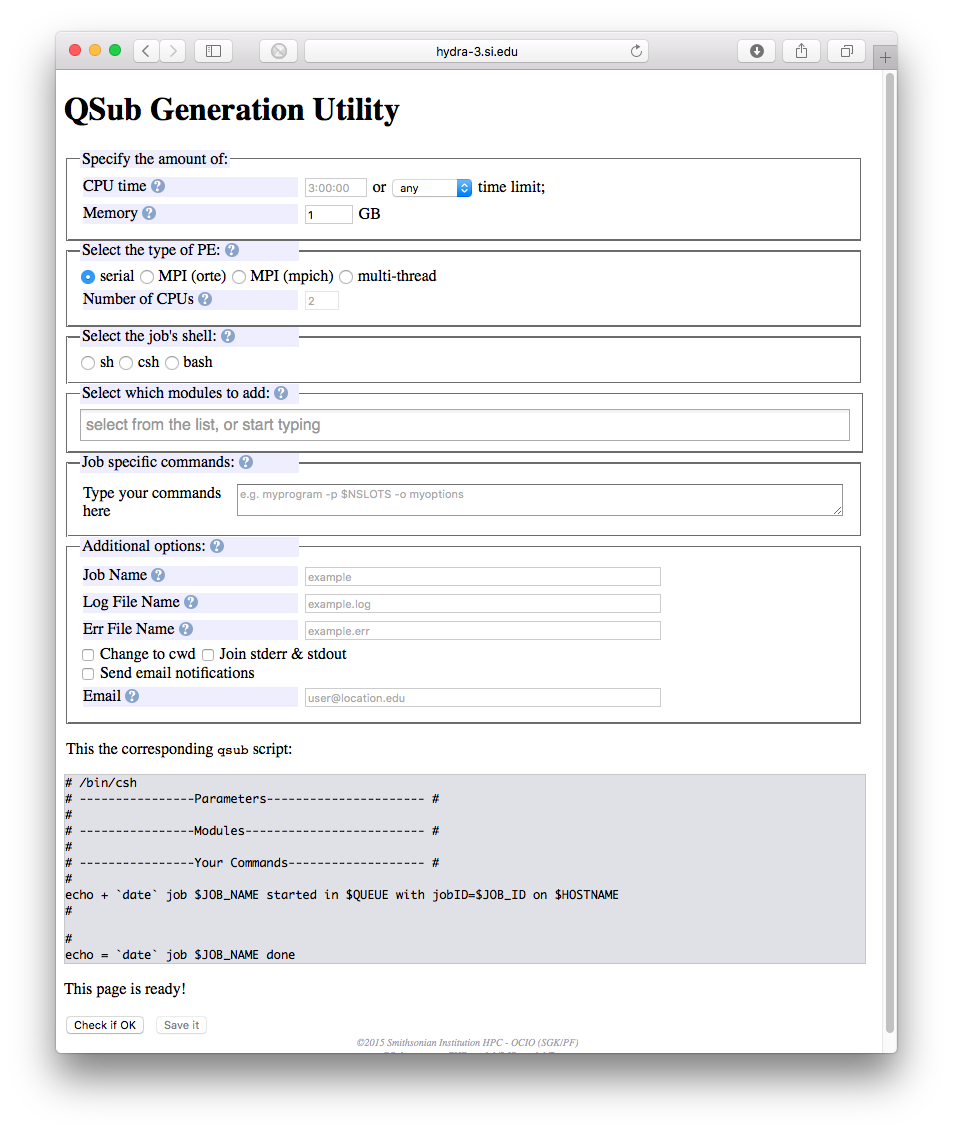 hydra-3.si.edu
QSub Generation Utility
Specify the amount of:
CPU time ? 3:00:00 or any time limit;
Memory ? 1 GB
Select the type of PE: ?
serial MPI (orte) MPI (mpich) multi-thread
Number of CPUs ? 2
Select the job's shell: ?
sh csh bash
Select which modules to add: ?
select from the list, or start typing
Job specific commands: ?
Type your commands here e.g. myprogram -p $NSLOTS -o myoptions
Additional options: ?
Job Name ? example
Log File Name ? example.log
Err File Name ? example.err
Change to cwd Join stderr & stdout
Send email notifications
Email ? user@location.edu
This the corresponding qsub script:
# /bin/csh
# ----------------Parameters---------------------- #
#
# ----------------Modules------------------------- #
#
# ----------------Your Commands------------------- #
#
echo + `date` job $JOB_NAME started in $QUEUE with jobID=$JOB_ID on $HOSTNAME
#
#
echo = `date` job $JOB_NAME done
This page is ready!
Check if OK Save it
©2015 Smithsonian Institution HPC - OCIO (SGK/PF)